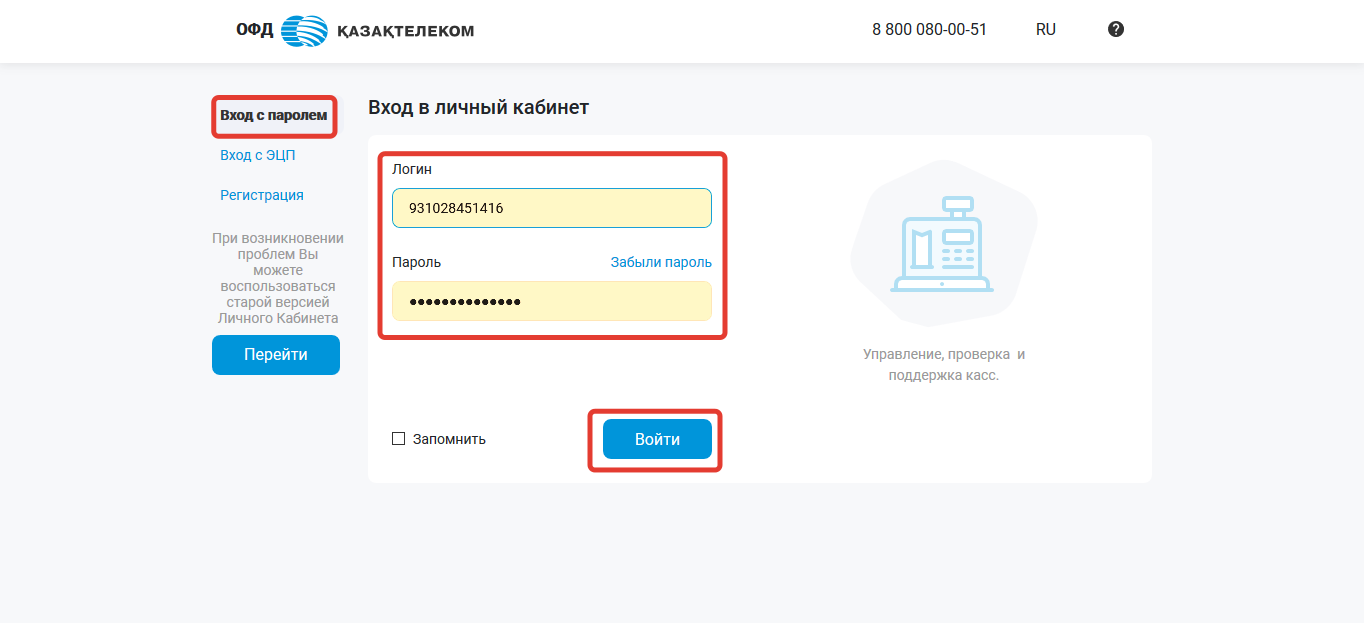 ОФД ҚАЗАҚТЕЛЕКОМ
8 800 080-00-51 RU ?
Вход с паролем
Вход с ЭЦП
Регистрация
При возникновении
проблем Вы
можете
воспользоваться
старой версией
Личного Кабинета
Перейти
Вход в личный кабинет
Логин
931028451416
Пароль Забыли пароль
••••••••••••••
Запомнить Войти
Управление, проверка и
поддержка касс.